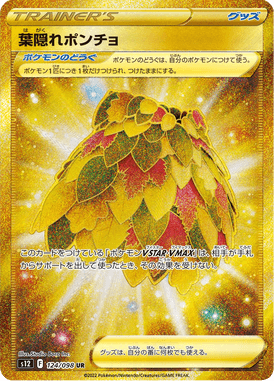 TRAINER'S
グッズ
はがく
葉隠れポンチョ
ポケモンのどうぐ
ポケモンのどうぐは、自分のポケモンにつけて使う。
ポケモン1匹につき1枚だけつけられ、つけたままにする。
このカードをつけている「ポケモンVSTAR・VMAX」は、相手が手札
からサポートを出して使ったとき、その効果を受けない。
Illus. Studio Bora Inc.
グッズは、自分の番に何枚でも使える。
s12 F 124/098 UR
©2022 Pokémon/Nintendo/Creatures/GAME FREAK.